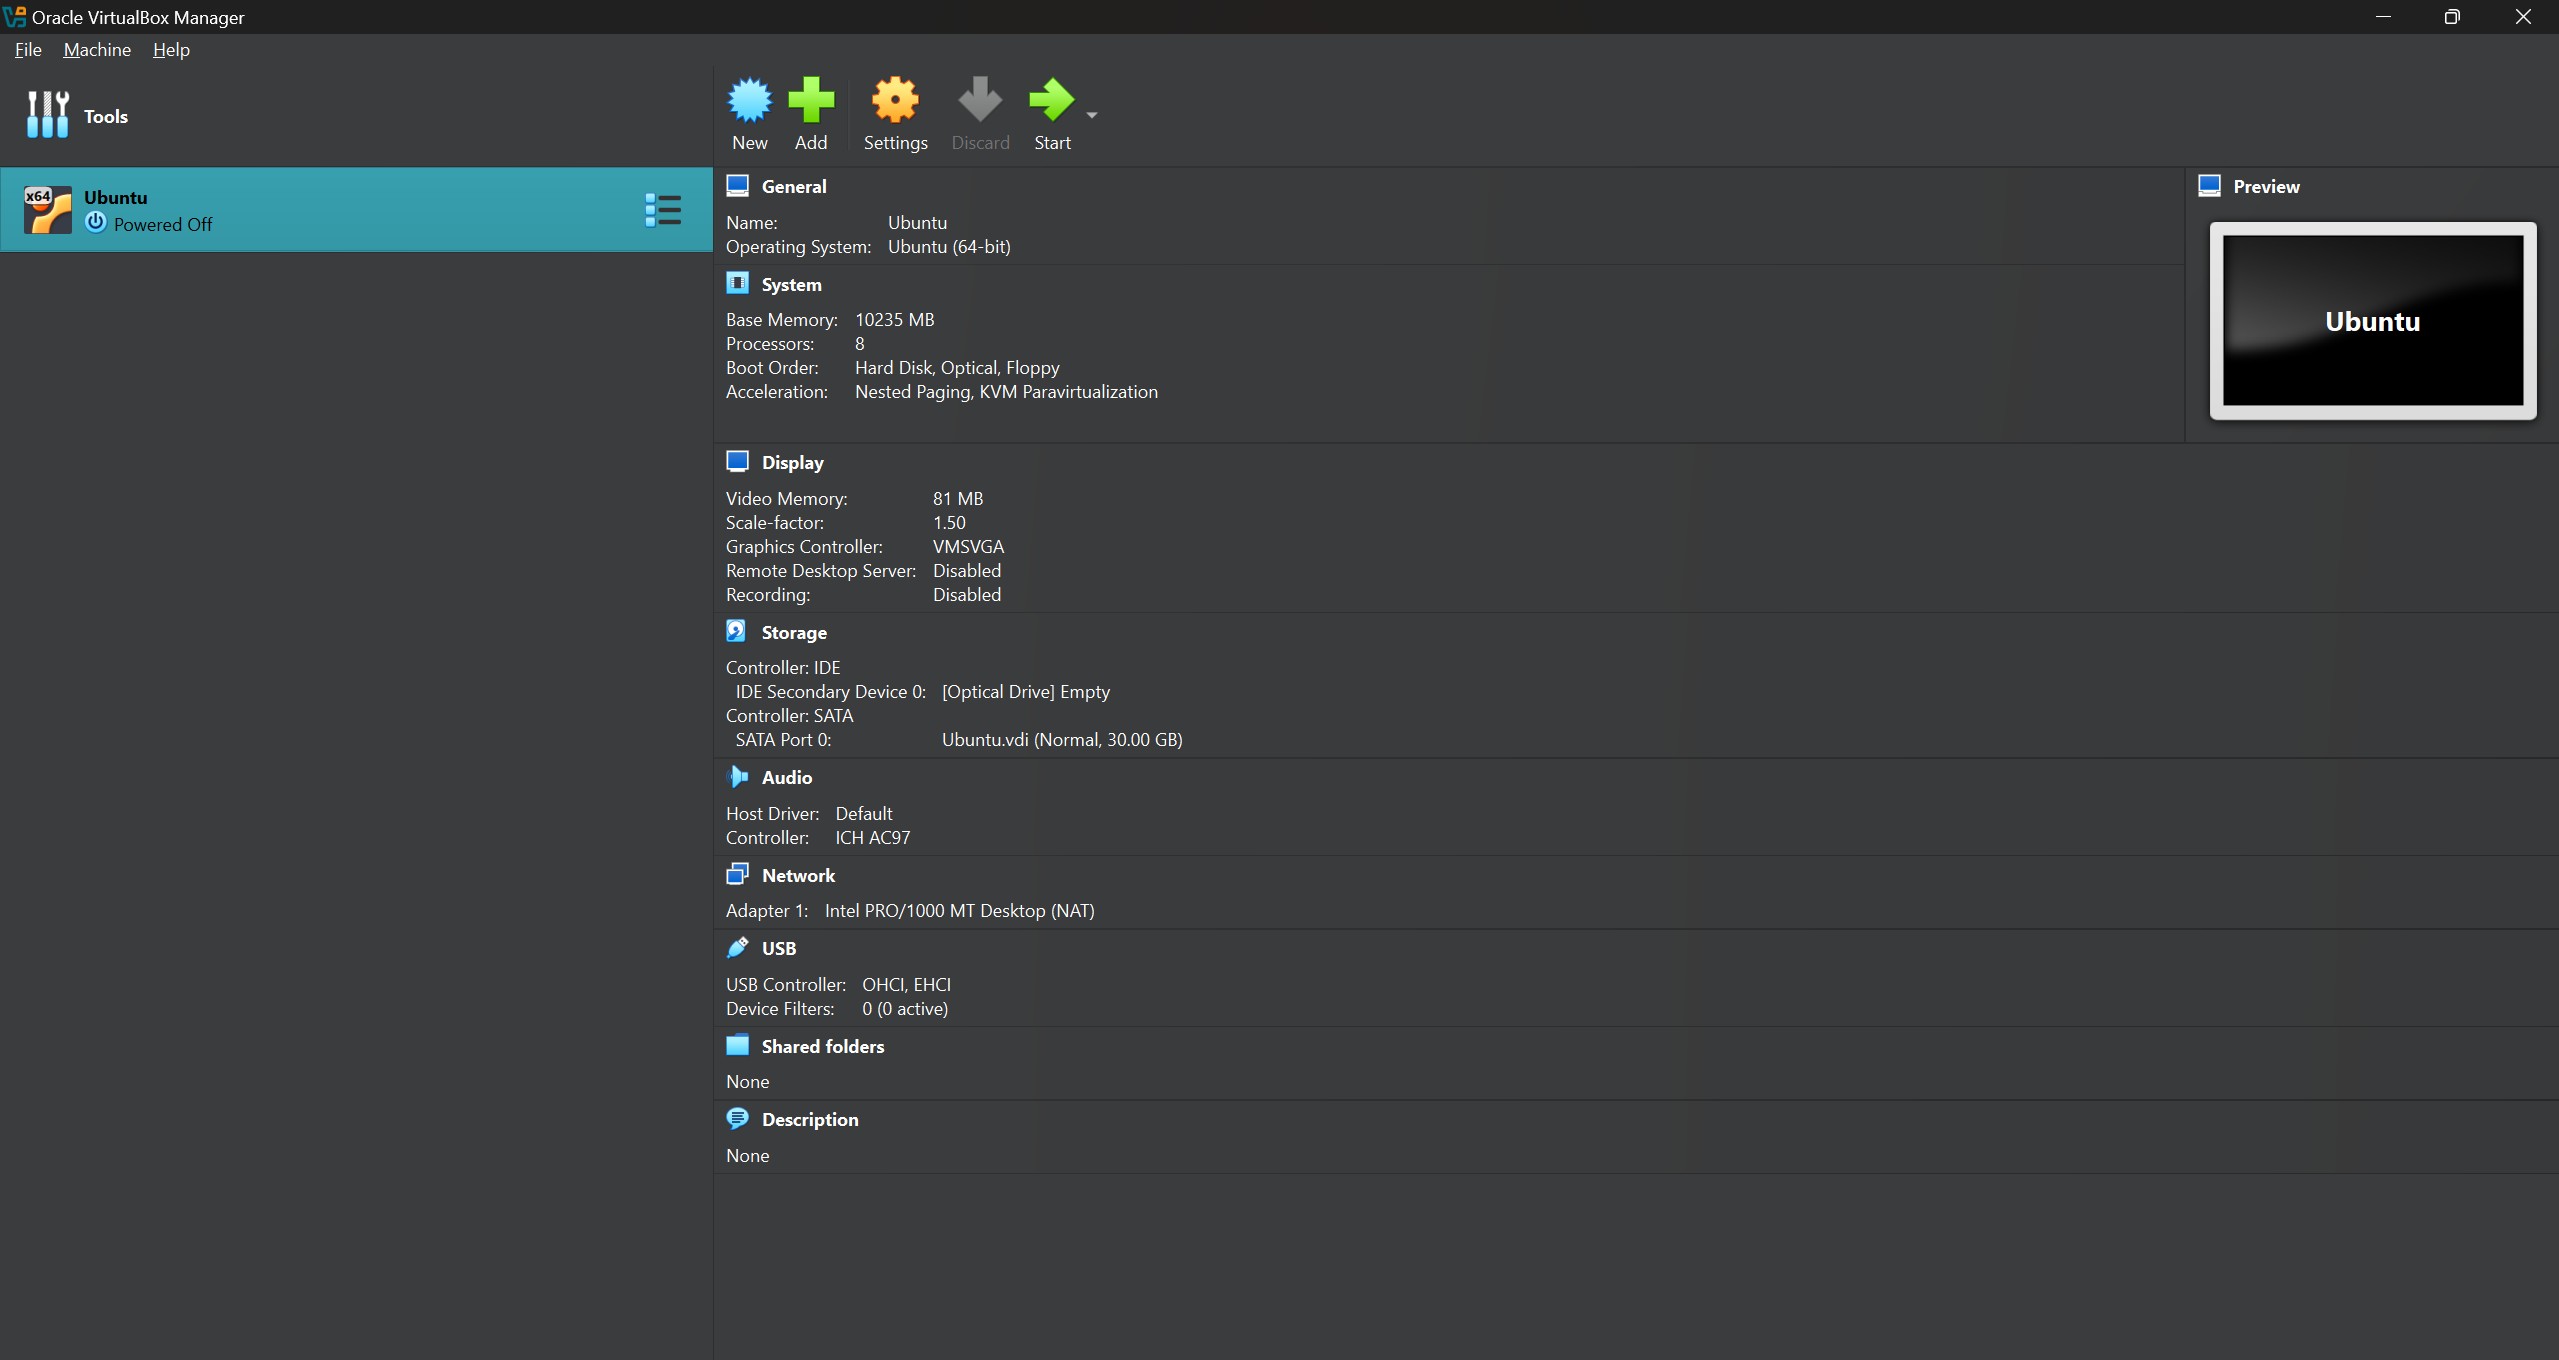 Oracle VirtualBox Manager
File Machine Help
Tools
New Add Settings Discard Start
x64 Ubuntu
Powered Off
General
Name: Ubuntu
Operating System: Ubuntu (64-bit)
System
Base Memory: 10235 MB
Processors: 8
Boot Order: Hard Disk, Optical, Floppy
Acceleration: Nested Paging, KVM Paravirtualization
Preview
Ubuntu
Display
Video Memory: 81 MB
Scale-factor: 1.50
Graphics Controller: VMSVGA
Remote Desktop Server: Disabled
Recording: Disabled
Storage
Controller: IDE
IDE Secondary Device 0: [Optical Drive] Empty
Controller: SATA
SATA Port 0: Ubuntu.vdi (Normal, 30.00 GB)
Audio
Host Driver: Default
Controller: ICH AC97
Network
Adapter 1: Intel PRO/1000 MT Desktop (NAT)
USB
USB Controller: OHCI, EHCI
Device Filters: 0 (0 active)
Shared folders
None
Description
None